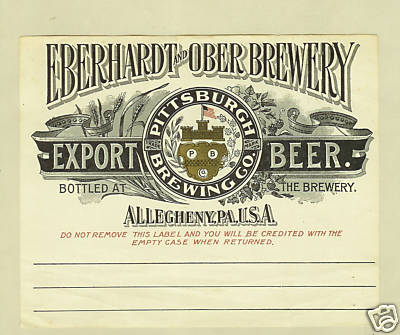 EBERHARDT AND OBER BREWERY
PITTSBURGH
BREWING CO.
P B
Co
EXPORT BEER.
BOTTLED AT THE BREWERY.
ALLEGHENY, PA. U.S.A.
DO NOT REMOVE THIS LABEL AND YOU WILL BE CREDITED WITH THE
EMPTY CASE WHEN RETURNED.